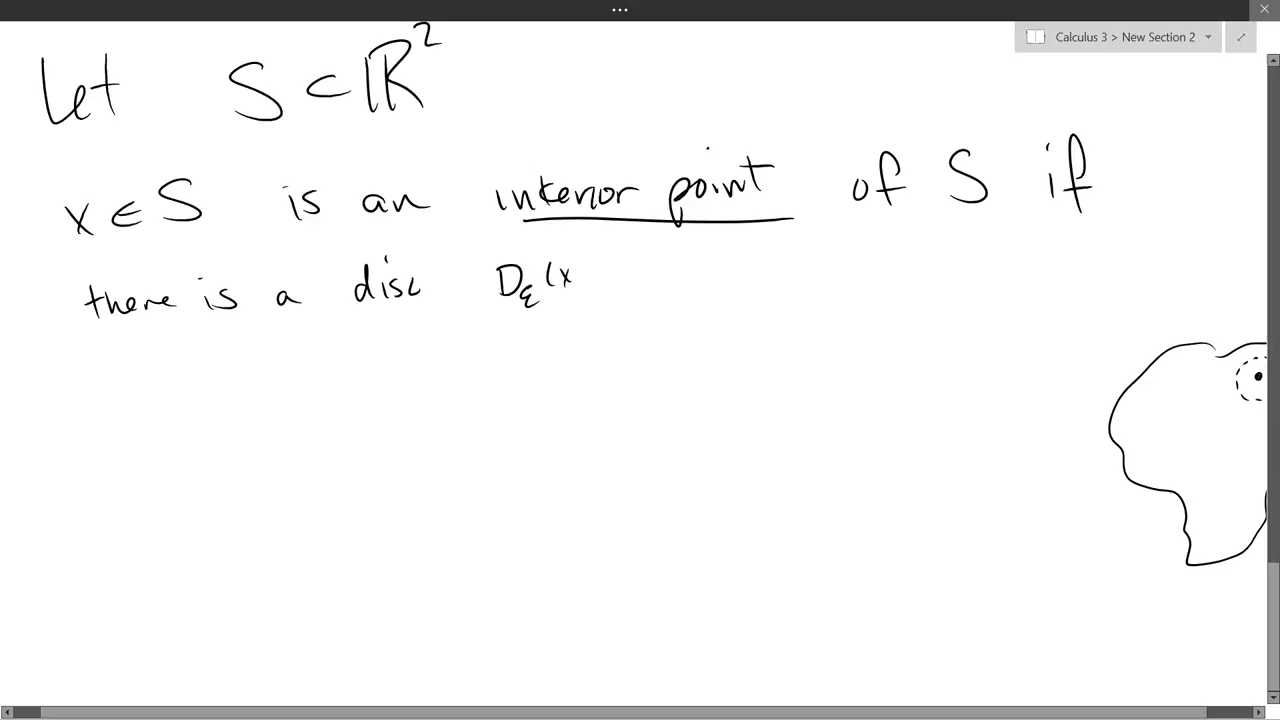 ...
Calculus 3 > New Section 2
Let S ⊂ ℝ²
x ∈ S is an interior point of S if
there is a disc D_ε (x